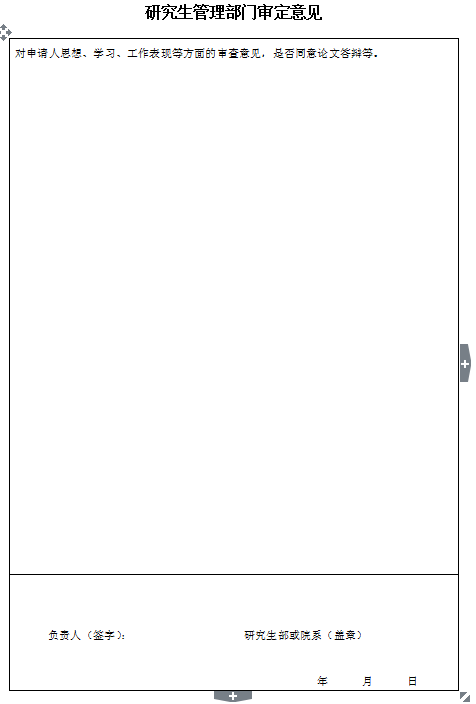 研究生管理部门审定意见
对申请人思想、学习、工作表现等方面的审查意见，是否同意论文答辩等。
负责人（签字）： 研究生部或院系（盖章）
年 月 日